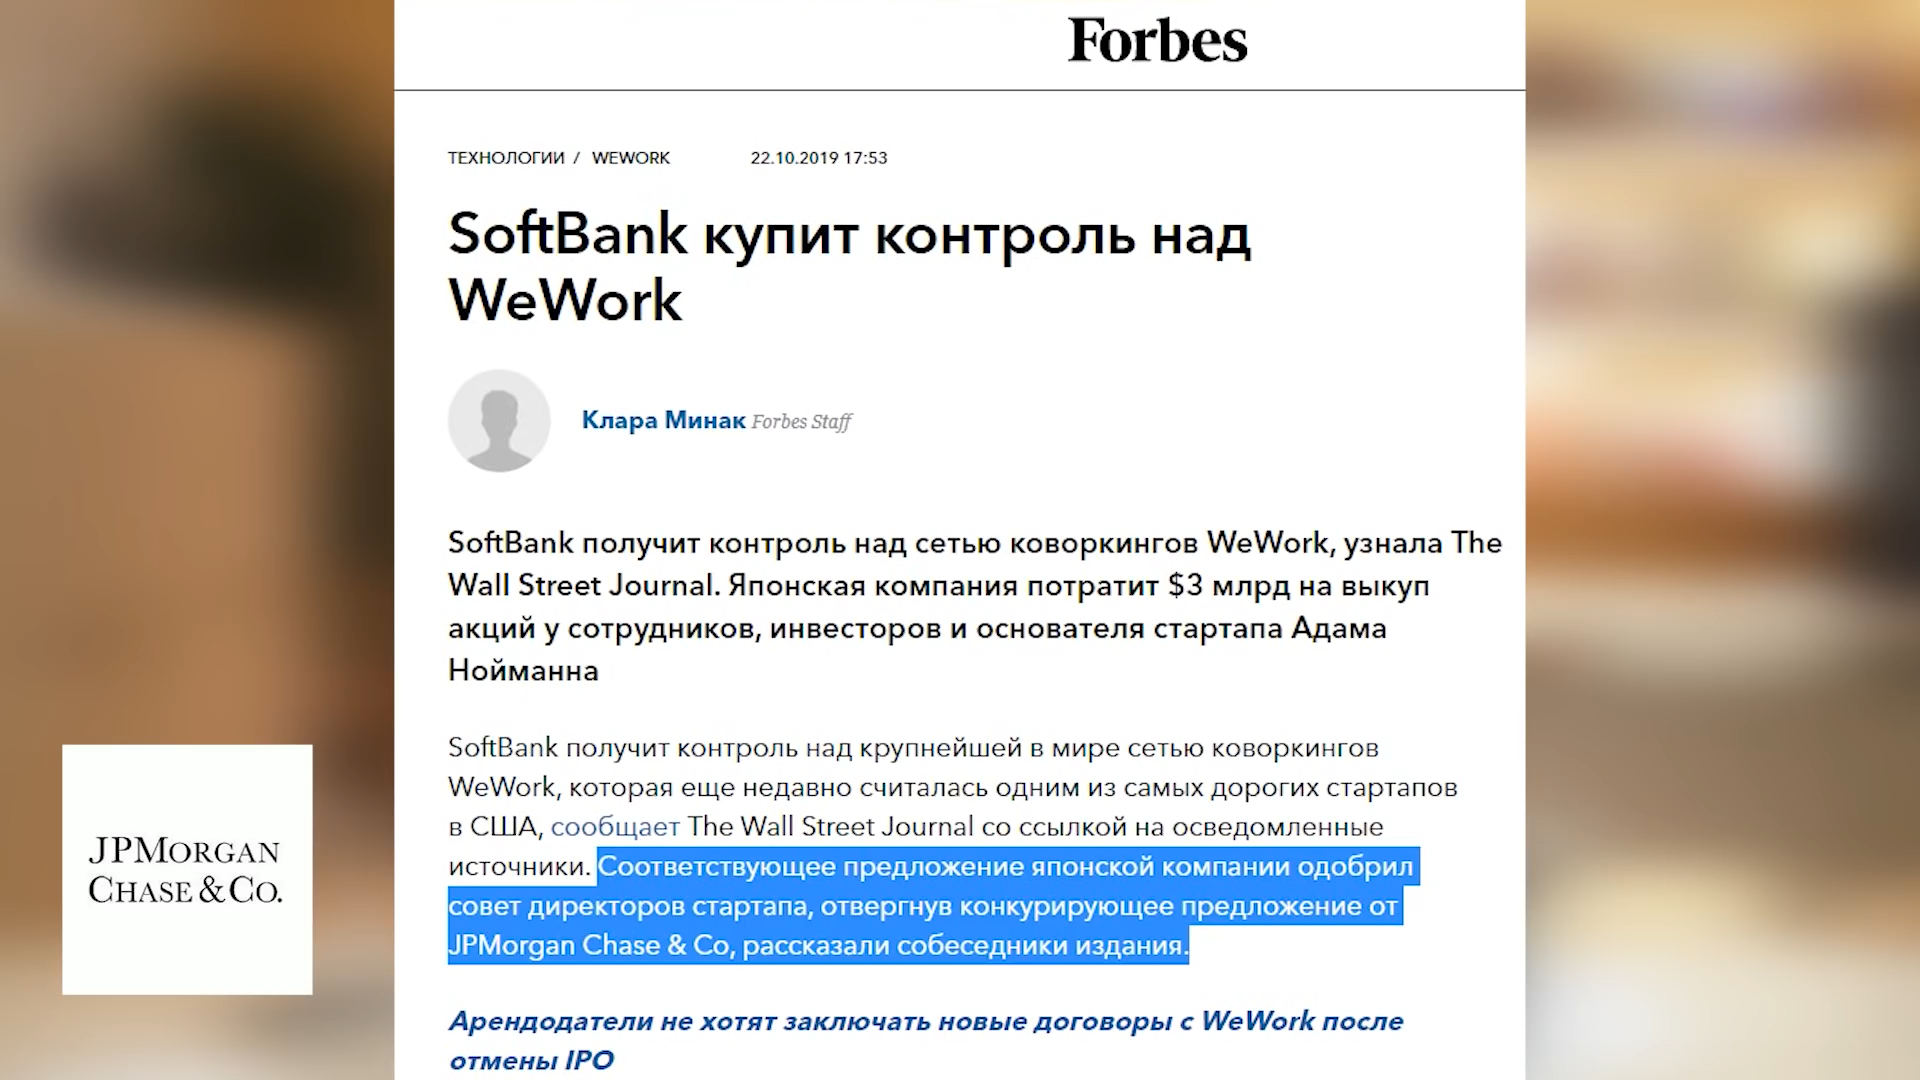 Forbes
ТЕХНОЛОГИИ / WEWORK 22.10.2019 17:53
SoftBank купит контроль над
WeWork
Клара Минак Forbes Staff
SoftBank получит контроль над сетью коворкингов WeWork, узнала The
Wall Street Journal. Японская компания потратит $3 млрд на выкуп
акций у сотрудников, инвесторов и основателя стартапа Адама
Нойманна
SoftBank получит контроль над крупнейшей в мире сетью коворкингов
WeWork, которая еще недавно считалась одним из самых дорогих стартапов
в США, сообщает The Wall Street Journal со ссылкой на осведомленные
источники. Соответствующее предложение японской компании одобрил
совет директоров стартапа, отвергнув конкурирующее предложение от
JPMorgan Chase & Co, рассказали собеседники издания.
Арендодатели не хотят заключать новые договоры с WeWork после
отмены IPO
JPMORGAN
CHASE & CO.